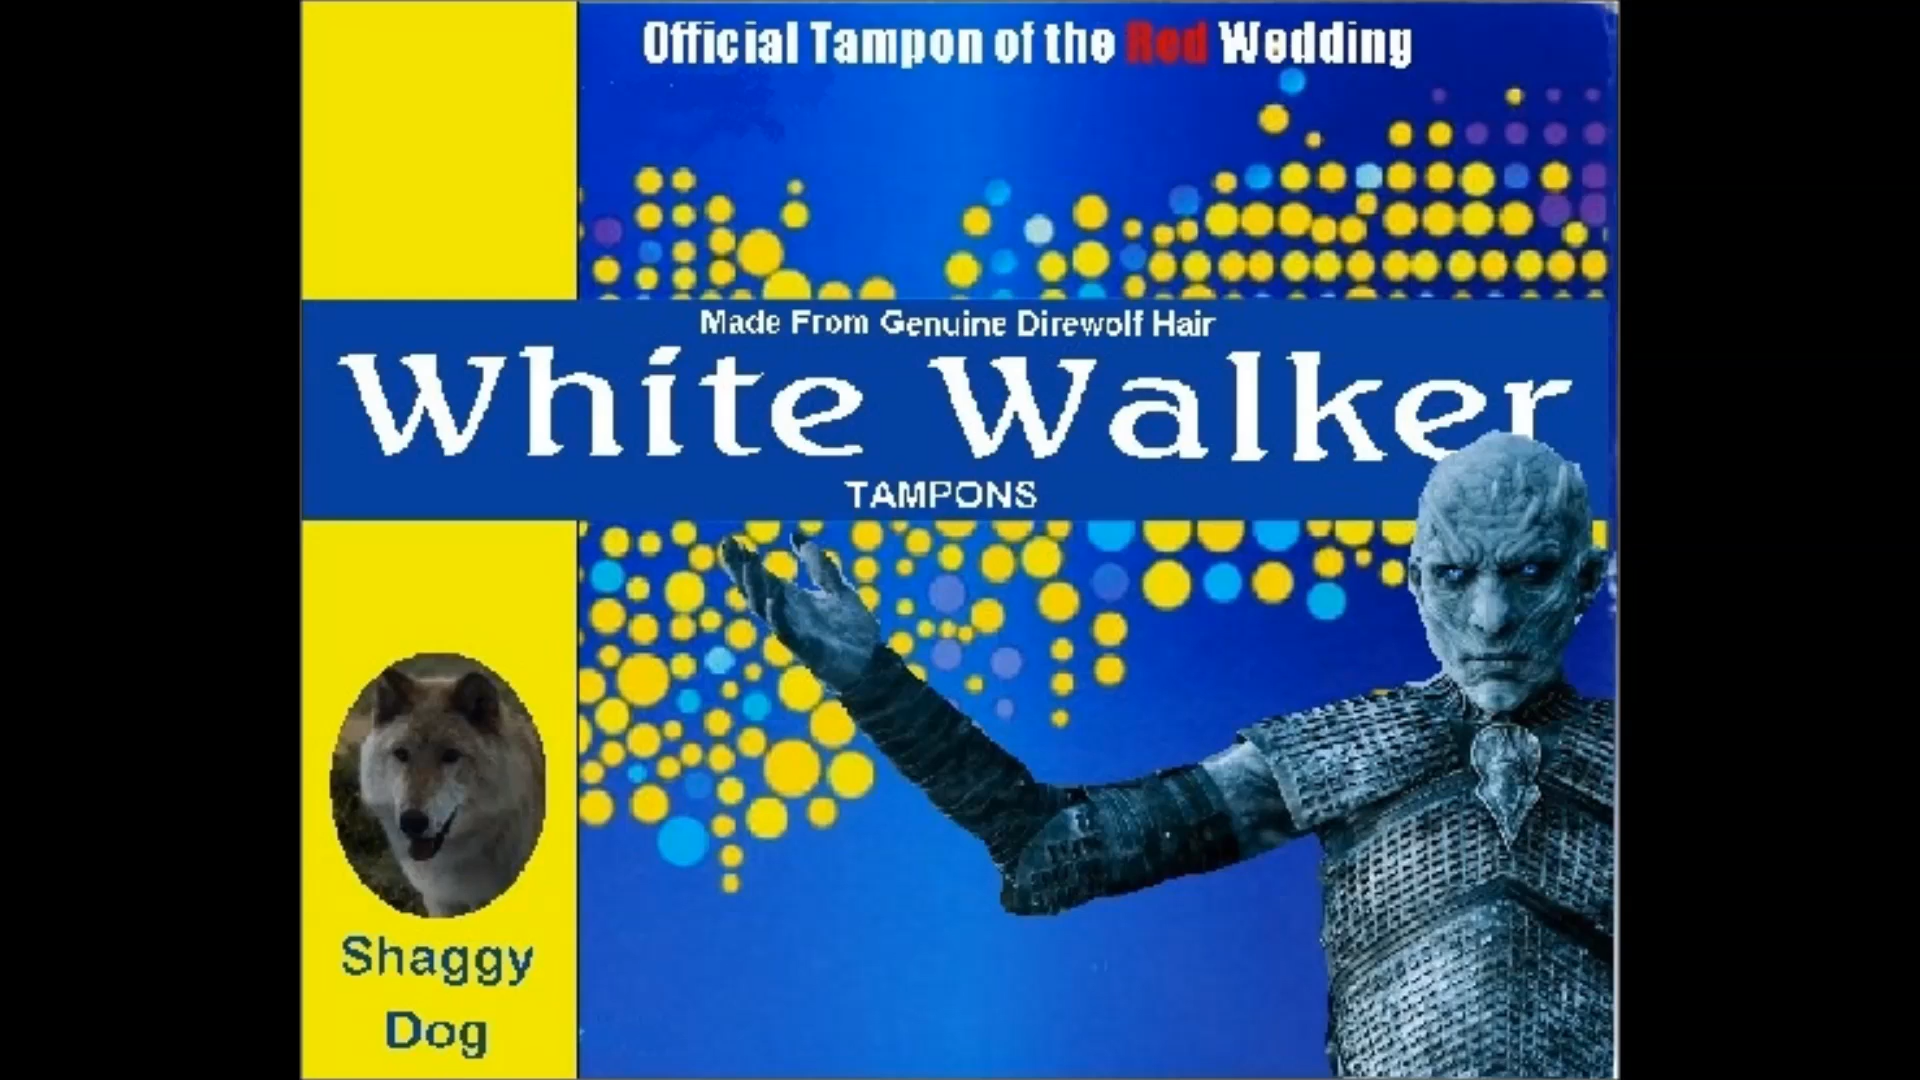 Official Tampon of the Red Wedding
Made From Genuine Direwolf Hair
White Walker
TAMPONS
Shaggy
Dog